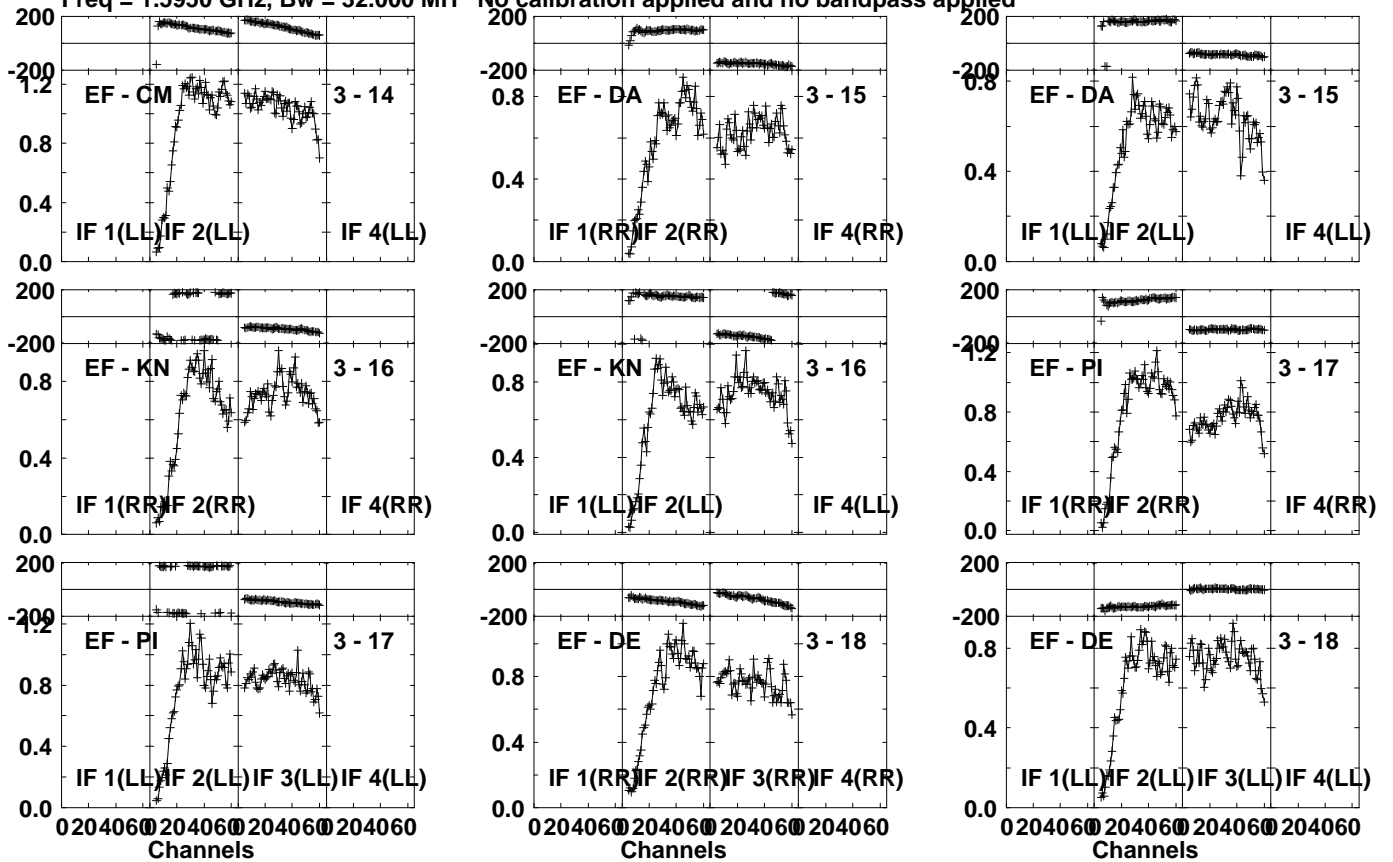 Freq = 1.5950 GHz, Bw = 32.000 MH No calibration applied and no bandpass applied
200
-200
1.2
0.8
0.4
0.0
EF - CM
3 - 14
IF 1(LL)
IF 2(LL)
IF 4(LL)
200
-200
0.8
0.4
0.0
EF - DA
3 - 15
IF 1(RR)
IF 2(RR)
IF 4(RR)
200
-200
0.8
0.4
0.0
EF - DA
3 - 15
IF 1(LL)
IF 2(LL)
IF 4(LL)
200
-200
0.8
0.4
0.0
EF - KN
3 - 16
IF 1(RR)
IF 2(RR)
IF 4(RR)
200
-200
0.8
0.4
0.0
EF - KN
3 - 16
IF 1(LL)
IF 2(LL)
IF 4(LL)
200
-200
1.2
0.8
0.4
0.0
EF - PI
3 - 17
IF 1(RR)
IF 2(RR)
IF 4(RR)
200
-200
1.2
0.8
0.4
0.0
EF - PI
3 - 17
IF 1(LL)
IF 2(LL)
IF 3(LL)
IF 4(LL)
0 20 40 60 0 20 40 60 0 20 40 60 0 20 40 60
Channels
200
-200
0.8
0.4
0.0
EF - DE
3 - 18
IF 1(RR)
IF 2(RR)
IF 3(RR)
IF 4(RR)
0 20 40 60 0 20 40 60 0 20 40 60 0 20 40 60
Channels
200
-200
0.8
0.4
0.0
EF - DE
3 - 18
IF 1(LL)
IF 2(LL)
IF 3(LL)
IF 4(LL)
0 20 40 60 0 20 40 60 0 20 40 60 0 20 40 60
Channels